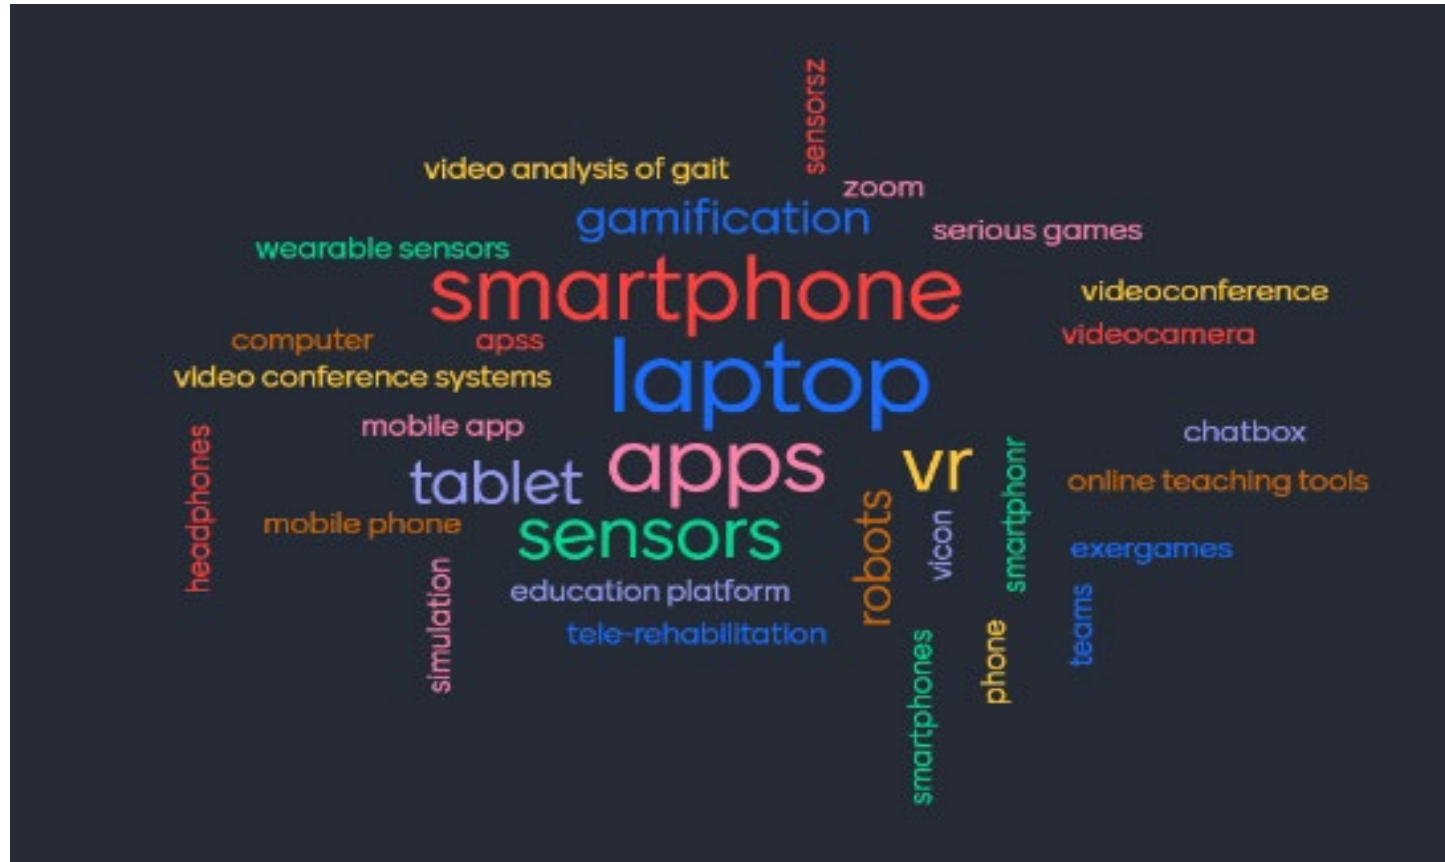 sensorsz
video analysis of gait
zoom
gamification
serious games
wearable sensors
smartphone
videoconference
computer
apss
videocamera
laptop
video conference systems
mobile app
chatbox
apps
vr
tablet
smartphonr
online teaching tools
headphones
mobile phone
sensors
robots
vicon
exergames
simulation
education platform
tele-rehabilitation
teams
phone
smartphones